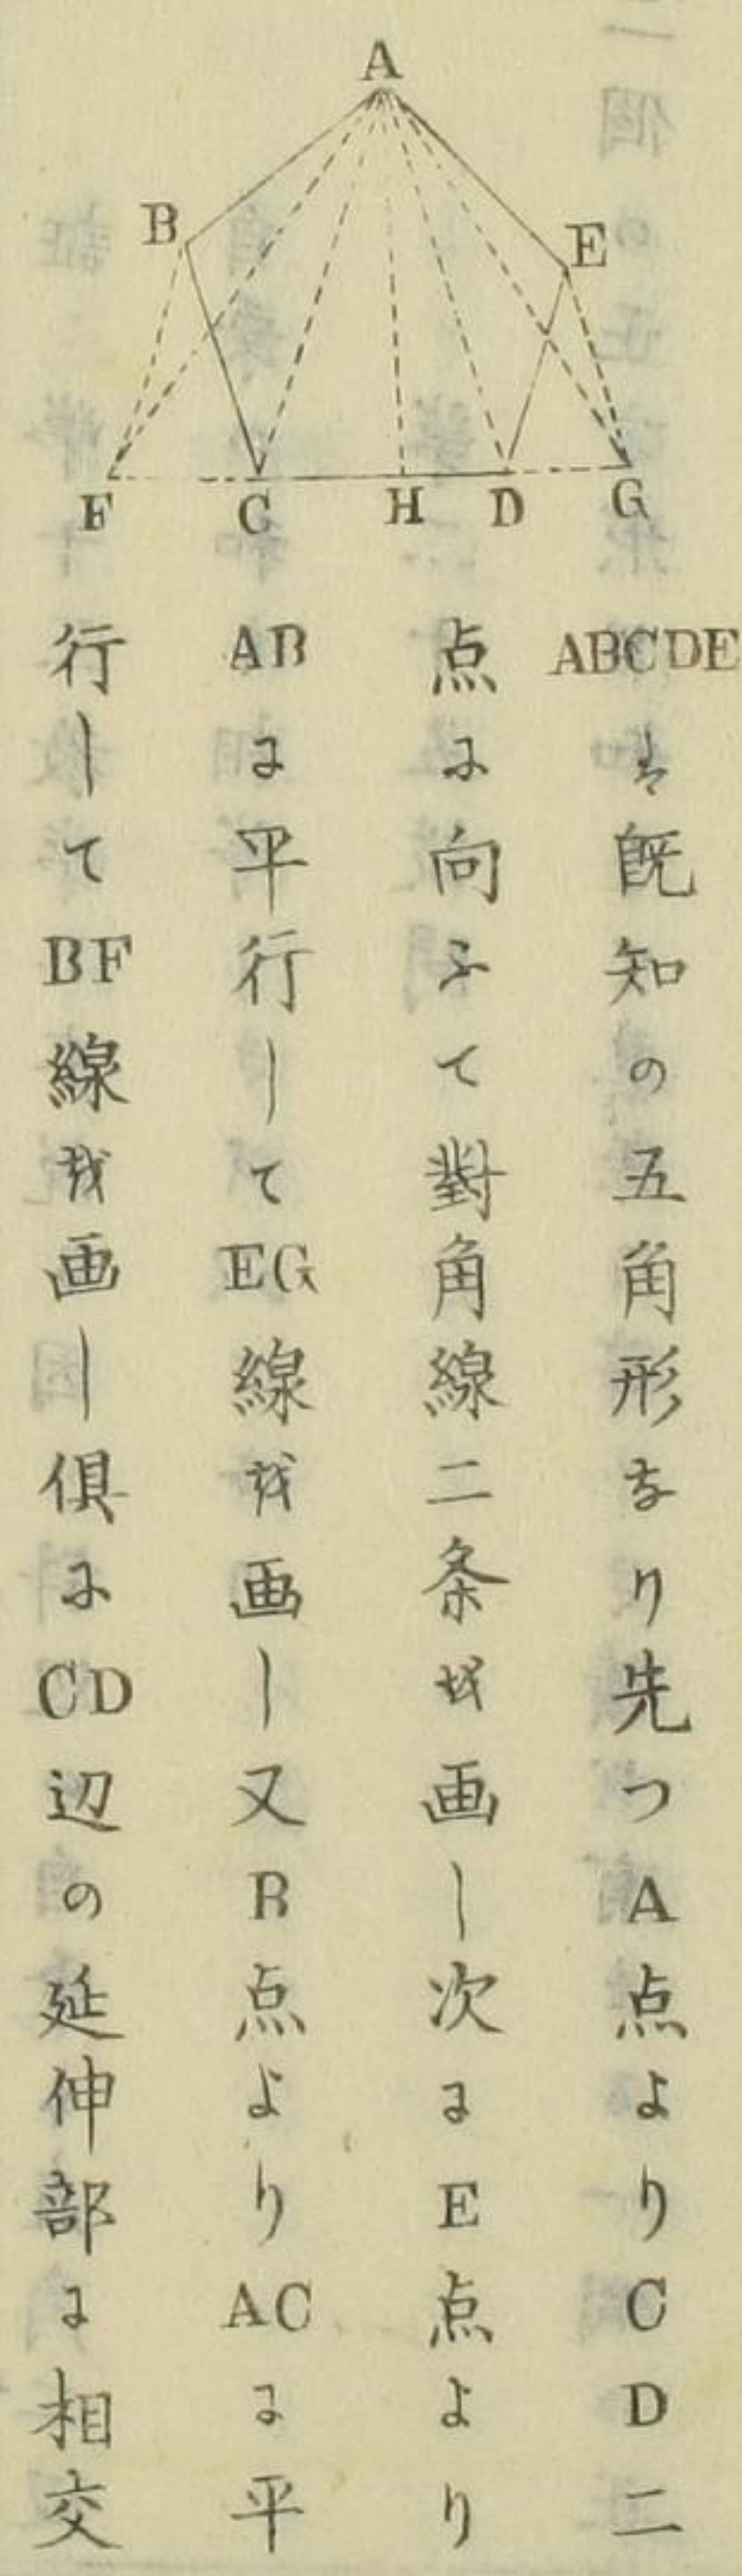 A
B
E
F
C
H
D
G
ABCDEは既知の五角形なり先つA点よりCD二
点に向ふて對角線二条を画し次にE点より
ABに平行してEG線を画し又B点よりACに平
行してBF線を画し倶にCD辺の延伸部に相交